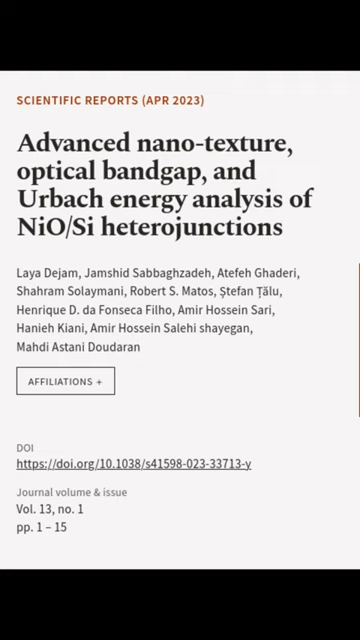 SCIENTIFIC REPORTS (APR 2023)
Advanced nano-texture,
optical bandgap, and
Urbach energy analysis of
NiO/Si heterojunctions
Laya Dejam, Jamshid Sabbaghzadeh, Atefeh Ghaderi,
Shahram Solaymani, Robert S. Matos, Ștefan Țălu,
Henrique D. da Fonseca Filho, Amir Hossein Sari,
Hanieh Kiani, Amir Hossein Salehi shayegan,
Mahdi Astani Doudaran
AFFILIATIONS +
DOI
https://doi.org/10.1038/s41598-023-33713-y
Journal volume & issue
Vol. 13, no. 1
pp. 1 – 15